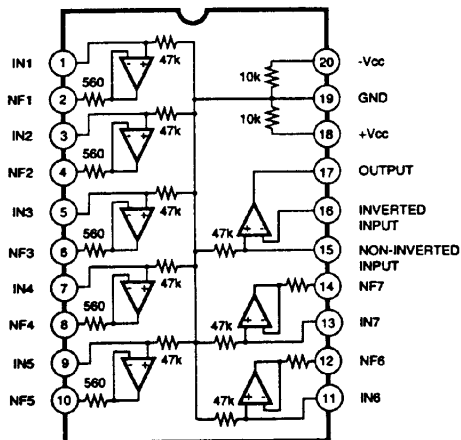 IN1 1
560
47k
NF1 2
IN2 3
560
47k
NF2 4
IN3 5
560
47k
NF3 6
IN4 7
560
47k
NF4 8
IN5 9
560
47k
NF5 10
20 -Vcc
10k
19 GND
10k
18 +Vcc
17 OUTPUT
16 INVERTED
INPUT
47k
15 NON-INVERTED
INPUT
14 NF7
47k
13 IN7
12 NF6
47k
11 IN6
- +
- +
- +
- +
- +
+ -
+ -
+ -